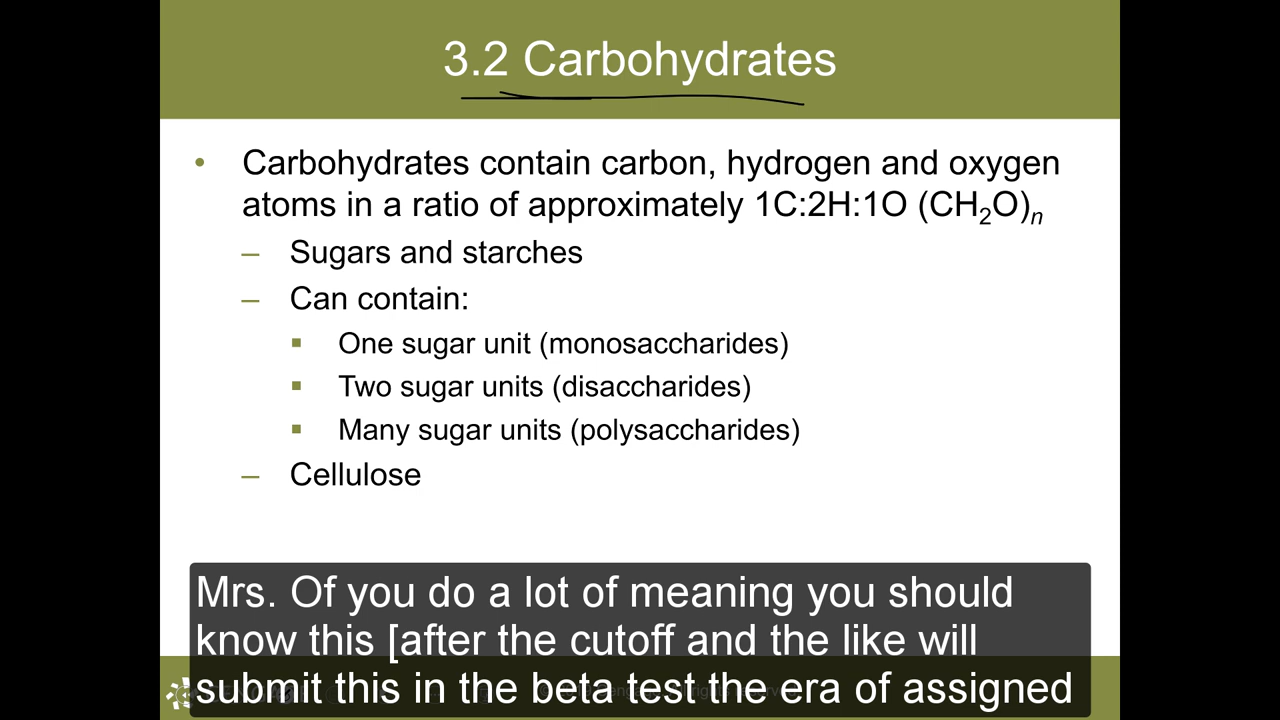 3.2 Carbohydrates
• Carbohydrates contain carbon, hydrogen and oxygen
atoms in a ratio of approximately 1C:2H:1O (CH₂O)ₙ
– Sugars and starches
– Can contain:
▪ One sugar unit (monosaccharides)
▪ Two sugar units (disaccharides)
▪ Many sugar units (polysaccharides)
– Cellulose
Mrs. Of you do a lot of meaning you should
know this [after the cutoff and the like will
submit this in the beta test the era of assigned